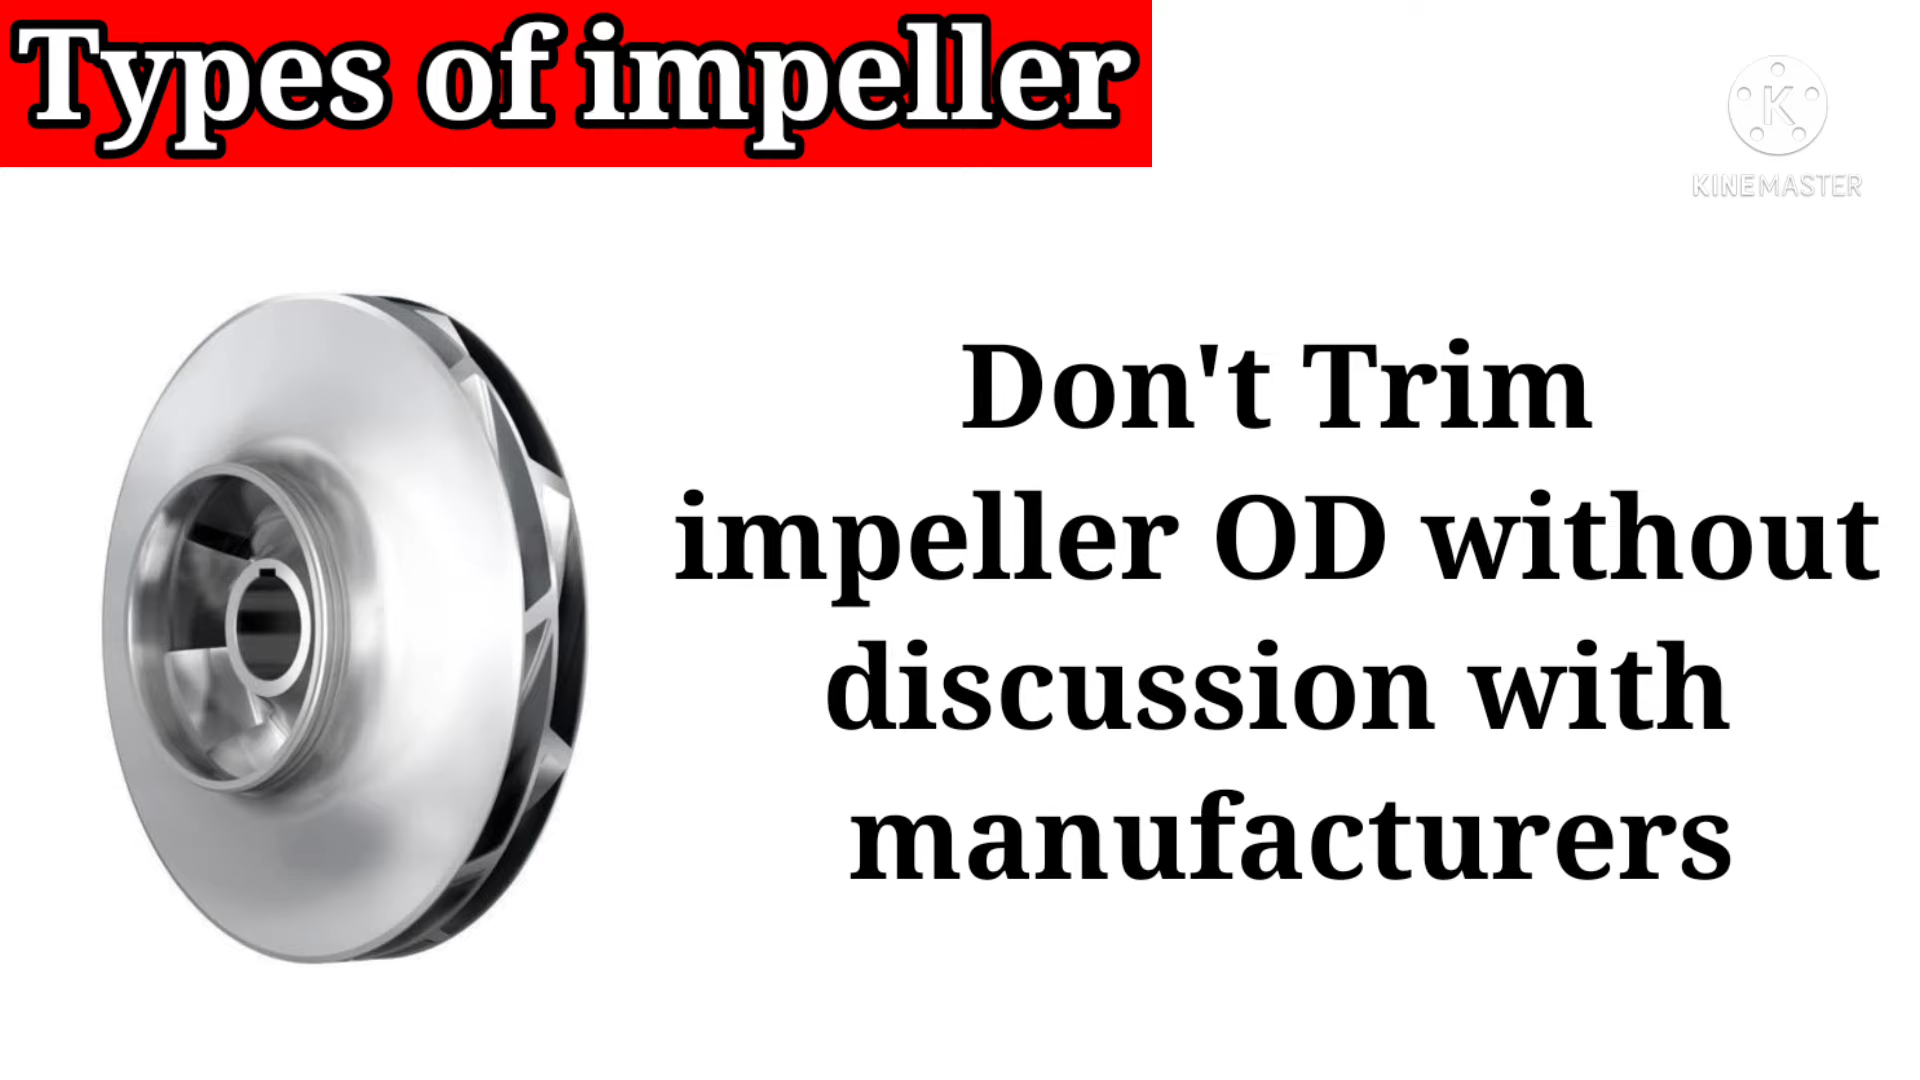 Types of impeller
K
KINEMASTER
Don't Trim
impeller OD without
discussion with
manufacturers